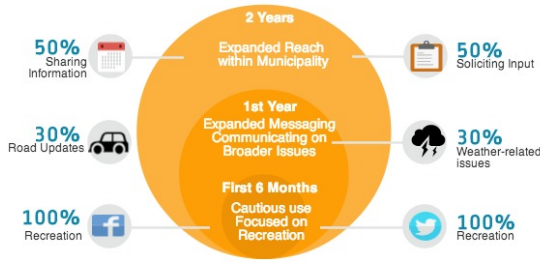 2 Years
50%
Sharing
Information
Expanded Reach
within Municipality
50%
Soliciting Input
1st Year
30%
Road Updates
Expanded Messaging
Communicating on
Broader Issues
30%
Weather-related
issues
First 6 Months
100%
Recreation
Cautious use
Focused on
Recreation
100%
Recreation